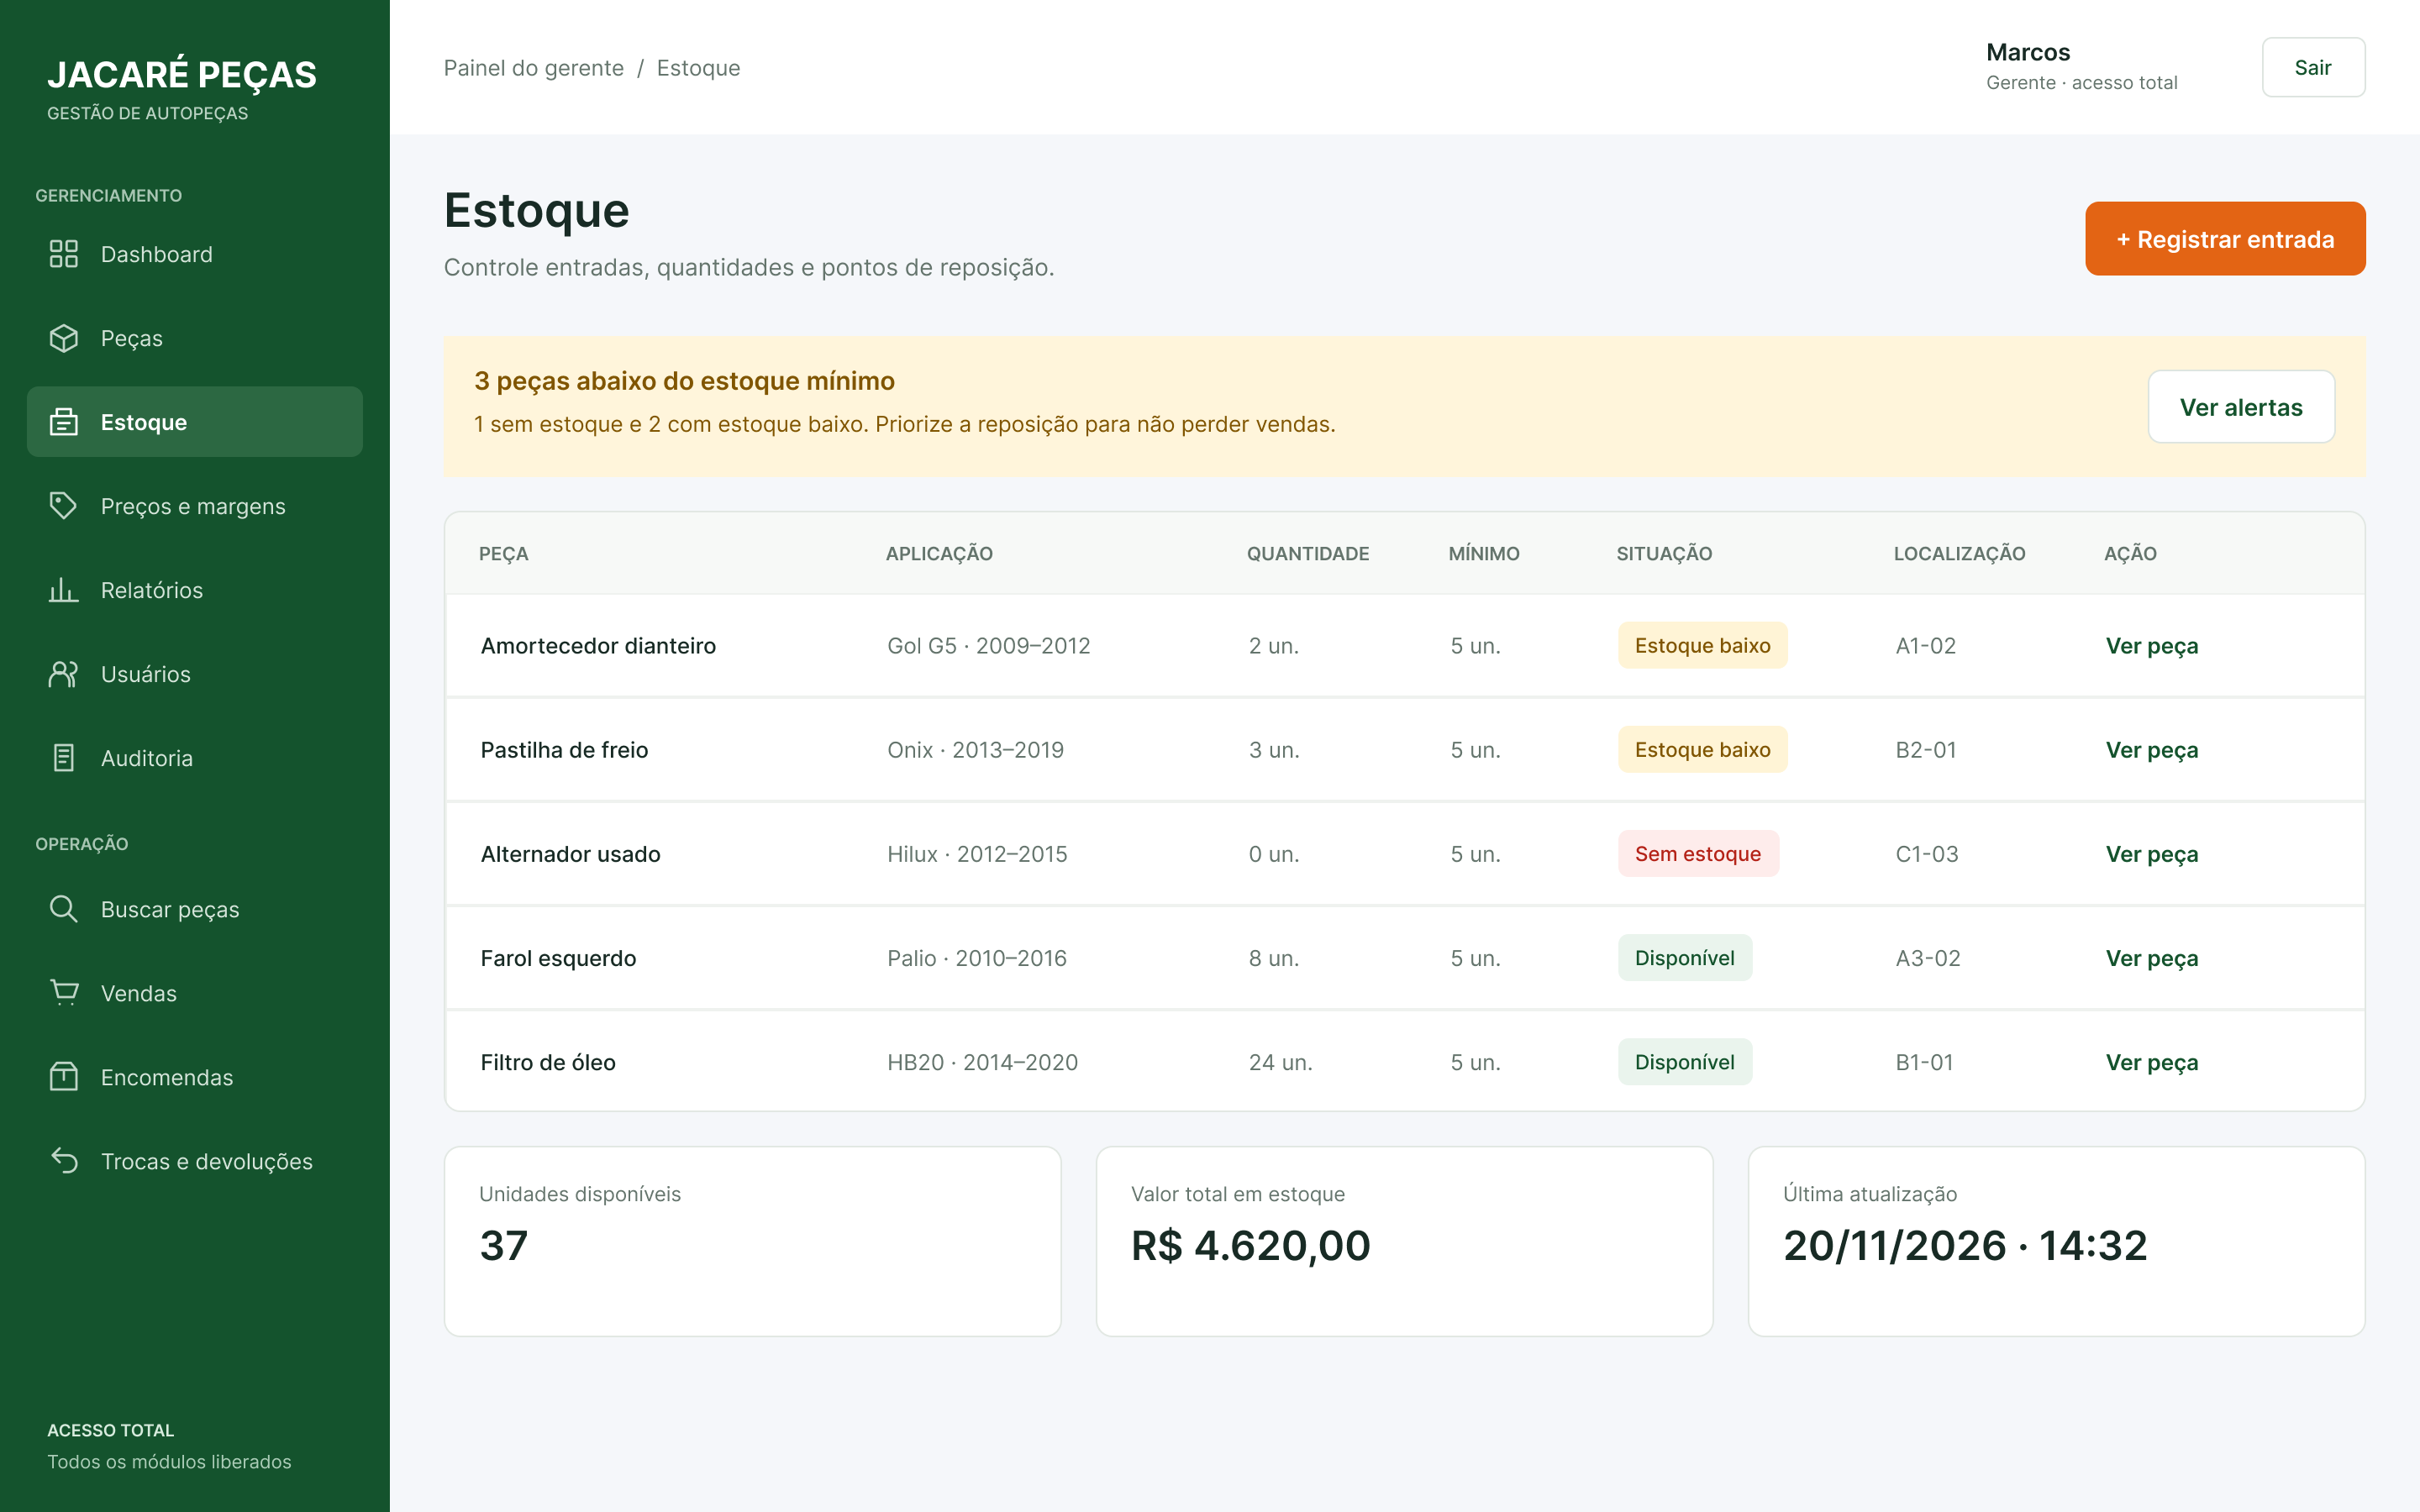 JACARÉ PEÇAS
GESTÃO DE AUTOPEÇAS
GERENCIAMENTO
Dashboard
Peças
Estoque
Preços e margens
Relatórios
Usuários
Auditoria
OPERAÇÃO
Buscar peças
Vendas
Encomendas
Trocas e devoluções
ACESSO TOTAL
Todos os módulos liberados
Painel do gerente / Estoque
Marcos
Gerente · acesso total
Sair
Estoque
Controle entradas, quantidades e pontos de reposição.
+ Registrar entrada
3 peças abaixo do estoque mínimo
1 sem estoque e 2 com estoque baixo. Priorize a reposição para não perder vendas.
Ver alertas
PEÇA APLICAÇÃO QUANTIDADE MÍNIMO SITUAÇÃO LOCALIZAÇÃO AÇÃO
Amortecedor dianteiro Gol G5 · 2009–2012 2 un. 5 un. Estoque baixo A1-02 Ver peça
Pastilha de freio Onix · 2013–2019 3 un. 5 un. Estoque baixo B2-01 Ver peça
Alternador usado Hilux · 2012–2015 0 un. 5 un. Sem estoque C1-03 Ver peça
Farol esquerdo Palio · 2010–2016 8 un. 5 un. Disponível A3-02 Ver peça
Filtro de óleo HB20 · 2014–2020 24 un. 5 un. Disponível B1-01 Ver peça
Unidades disponíveis
37
Valor total em estoque
R$ 4.620,00
Última atualização
20/11/2026 · 14:32